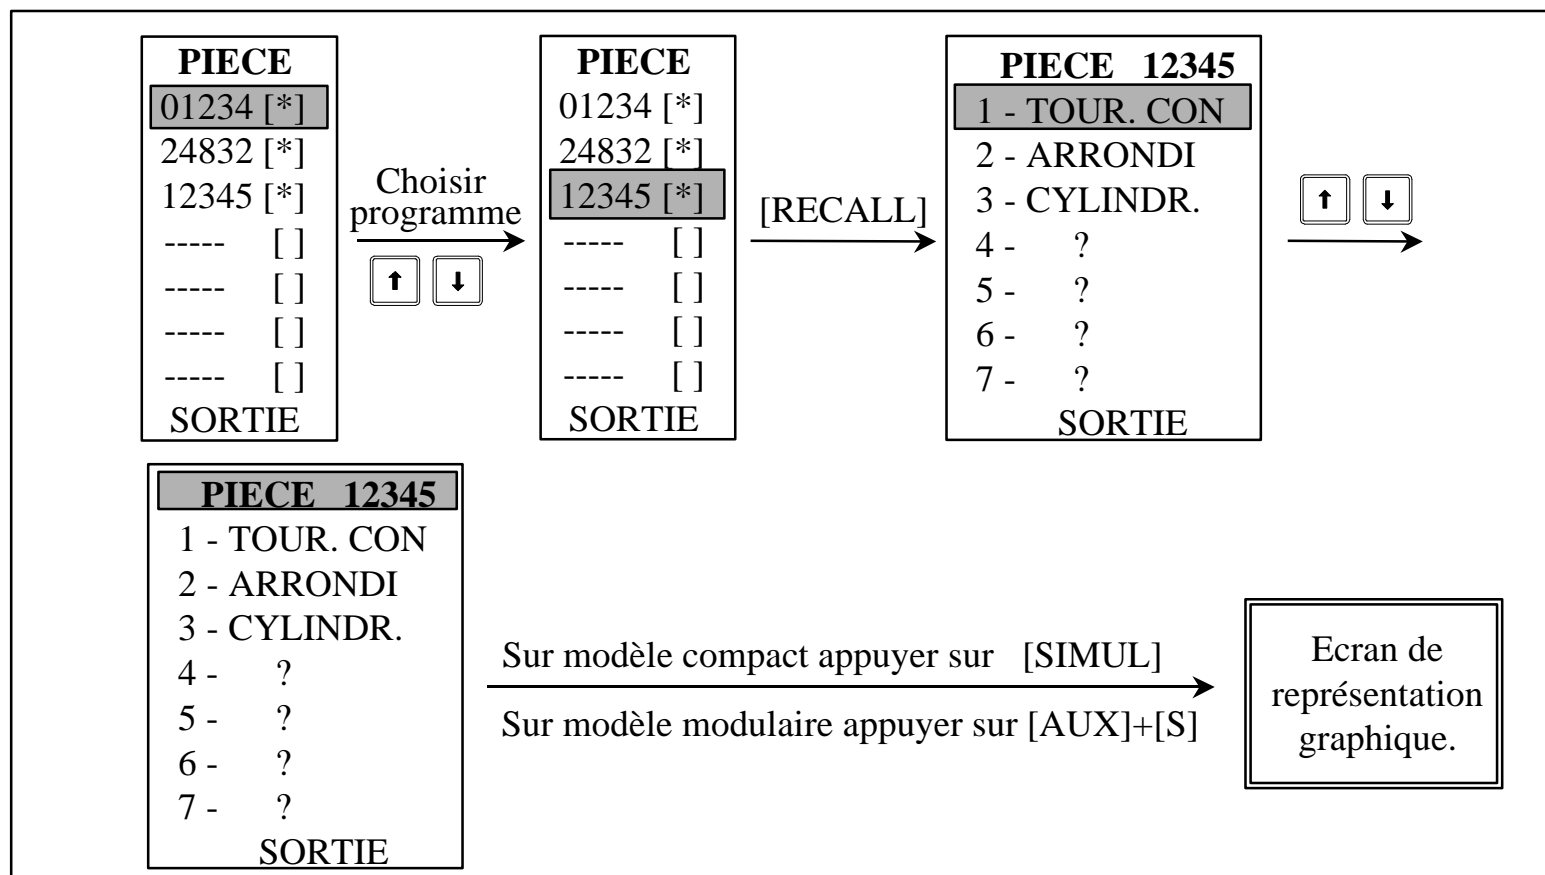 PIECE
01234 [*]
24832 [*]
12345 [*]
----- [ ]
----- [ ]
----- [ ]
----- [ ]
SORTIE
Choisir
programme
PIECE
01234 [*]
24832 [*]
12345 [*]
----- [ ]
----- [ ]
----- [ ]
----- [ ]
SORTIE
[RECALL]
PIECE 12345
1 - TOUR. CON
2 - ARRONDI
3 - CYLINDR.
4 - ?
5 - ?
6 - ?
7 - ?
SORTIE
PIECE 12345
1 - TOUR. CON
2 - ARRONDI
3 - CYLINDR.
4 - ?
5 - ?
6 - ?
7 - ?
SORTIE
Sur modèle compact appuyer sur [SIMUL]
Sur modèle modulaire appuyer sur [AUX]+[S]
Ecran de
représentation
graphique.